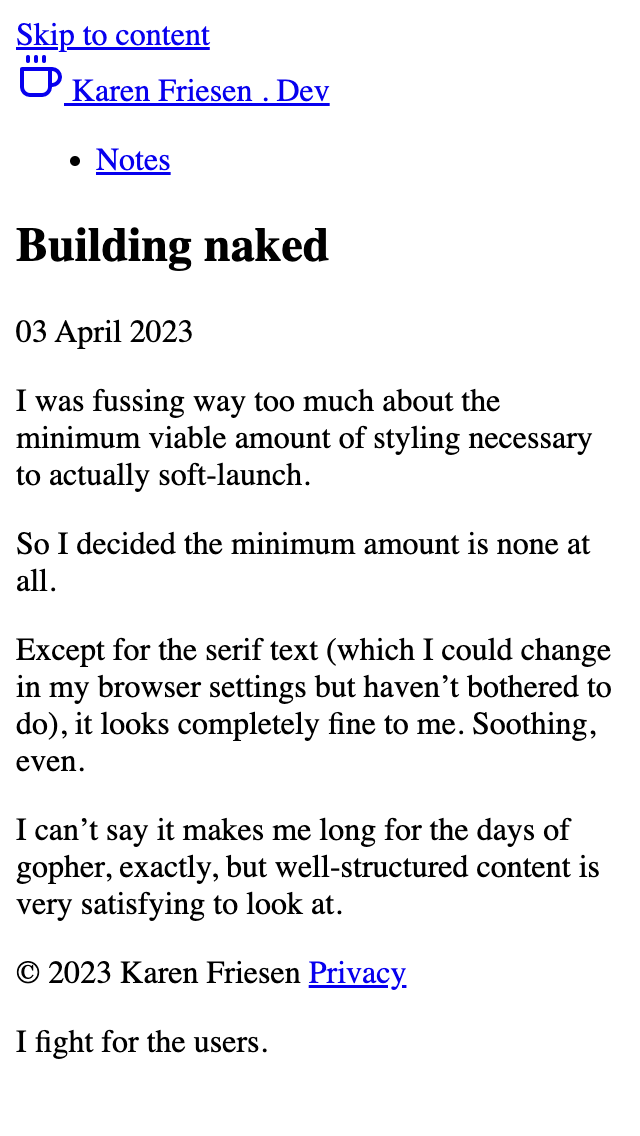 Skip to content
Karen Friesen . Dev
Notes
Building naked
03 April 2023
I was fussing way too much about the
minimum viable amount of styling necessary
to actually soft-launch.
So I decided the minimum amount is none at
all.
Except for the serif text (which I could change
in my browser settings but haven’t bothered to
do), it looks completely fine to me. Soothing,
even.
I can’t say it makes me long for the days of
gopher, exactly, but well-structured content is
very satisfying to look at.
© 2023 Karen Friesen Privacy
I fight for the users.